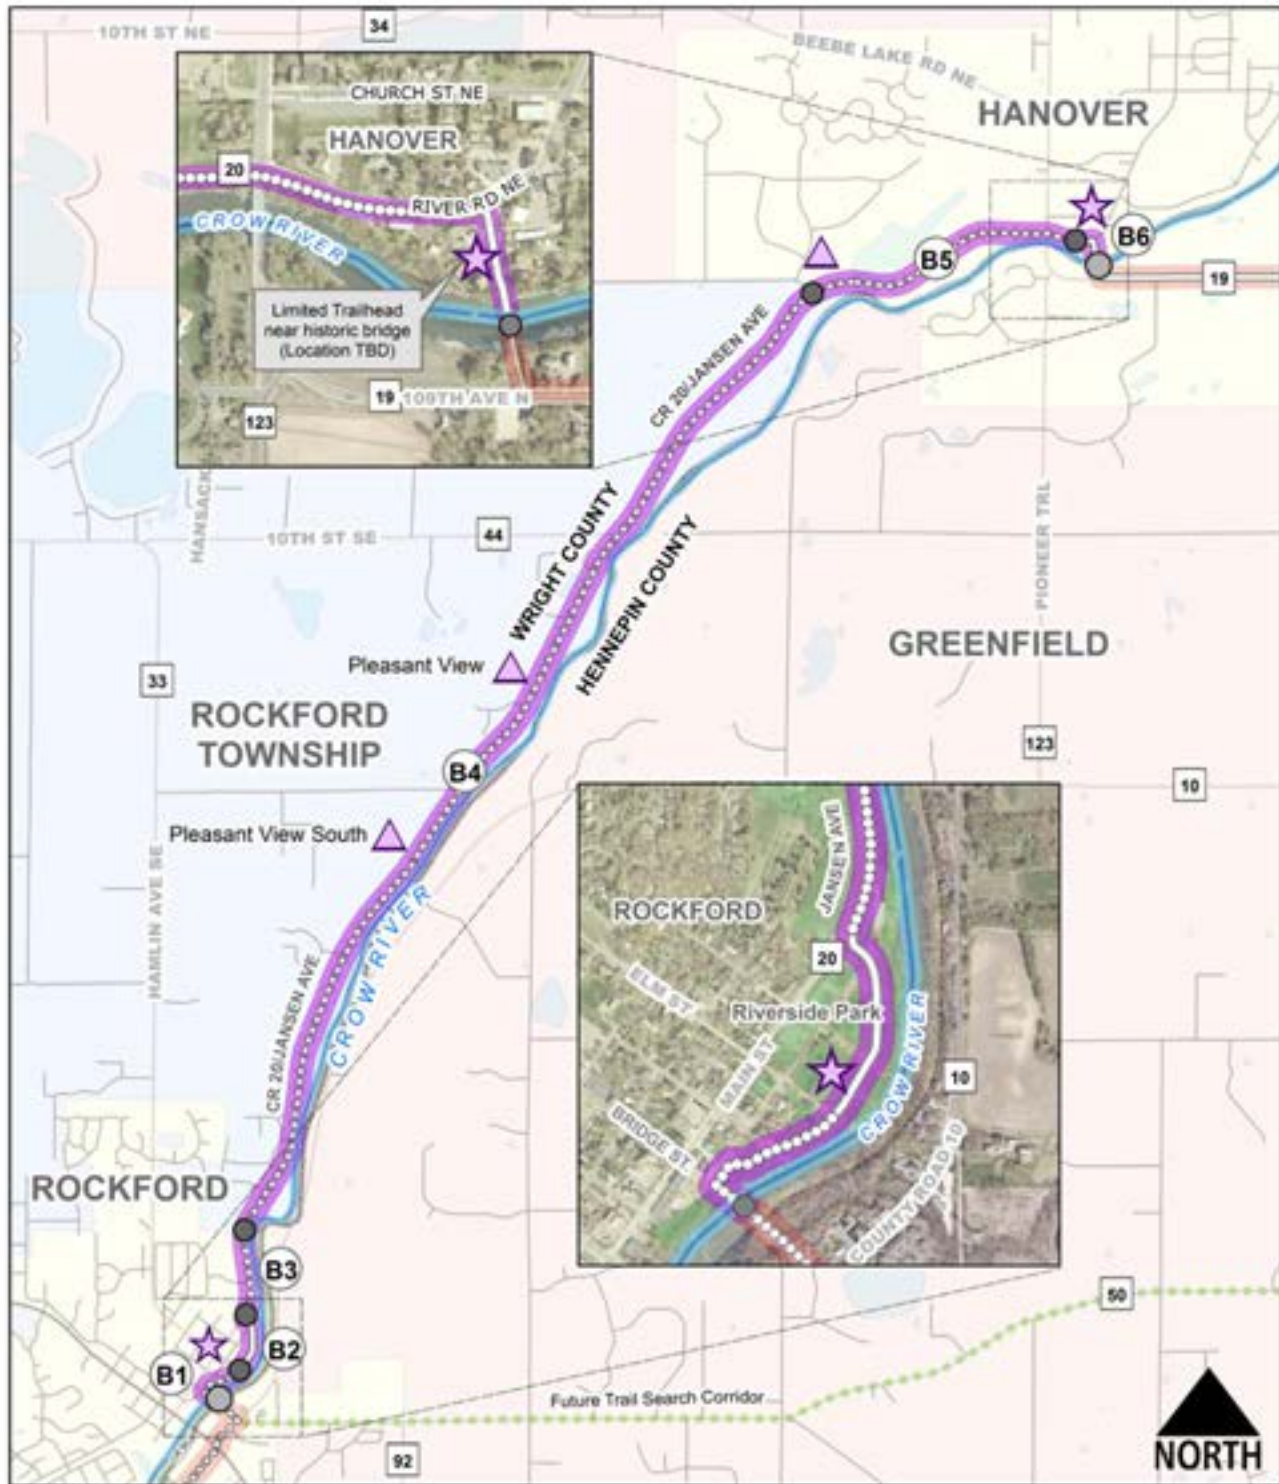 10TH ST NE
34
BEEBE LAKE RD NE
HANOVER
CHURCH ST NE
HANOVER
20
RIVER RD NE
CROW RIVER
Limited Trailhead
near historic bridge
(Location TBD)
19
109TH AVE N
123
B6
B5
19
CR 20/JANSEN AVE
HANSACK
10TH ST SE
44
WRIGHT COUNTY
HENNEPIN COUNTY
PIONEER TRL
GREENFIELD
Pleasant View
33
ROCKFORD
TOWNSHIP
123
B4
10
Pleasant View South
HAMLIN AVE SE
CROW RIVER
CR 20/JANSEN AVE
JANSEN AVE
ROCKFORD
20
ELM ST
Riverside Park
MAIN ST
CROW RIVER
10
BRIDGE ST.
COUNTY ROAD 10
ROCKFORD
B3
50
B2
B1
Future Trail Search Corridor
92
NORTH